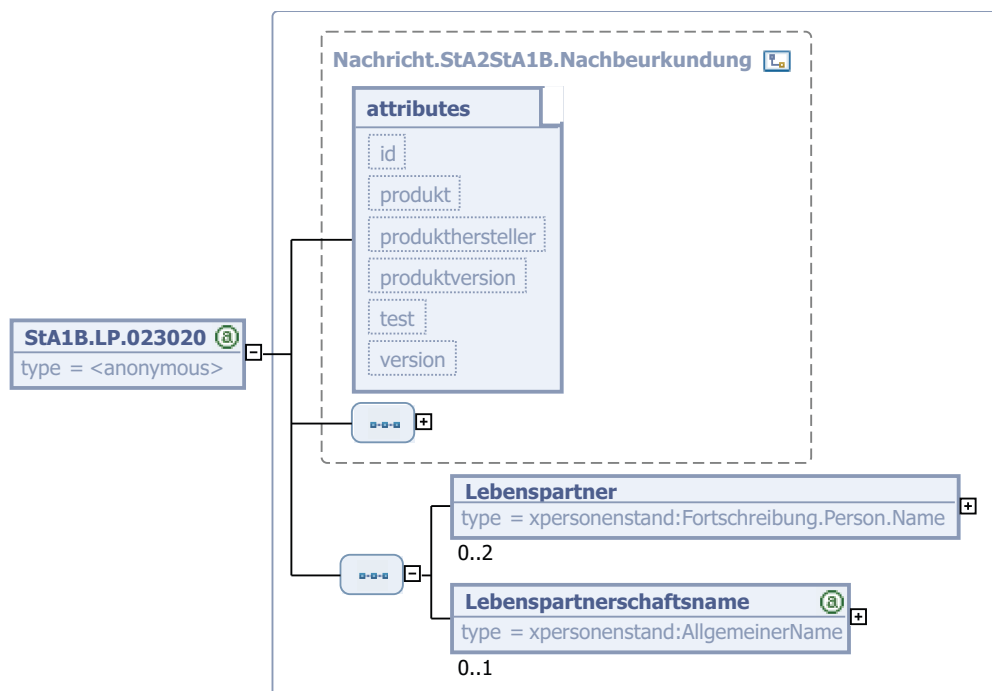 Nachricht.StA2StA1B.Nachbeurkundung
attributes
id
produkt
produkthersteller
produktversion
test
version
StA1B.LP.023020 a
type = <anonymous>
Lebenspartner
type = xpersonenstand:Fortschreibung.Person.Name
0..2
Lebenspartnerschaftsname a
type = xpersonenstand:AllgemeinerName
0..1